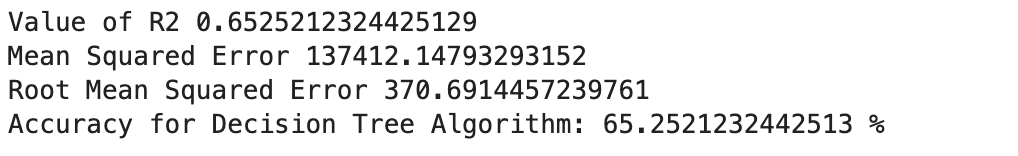 Value of R2 0.6525212324425129
Mean Squared Error 137412.14793293152
Root Mean Squared Error 370.6914457239761
Accuracy for Decision Tree Algorithm: 65.2521232442513 %